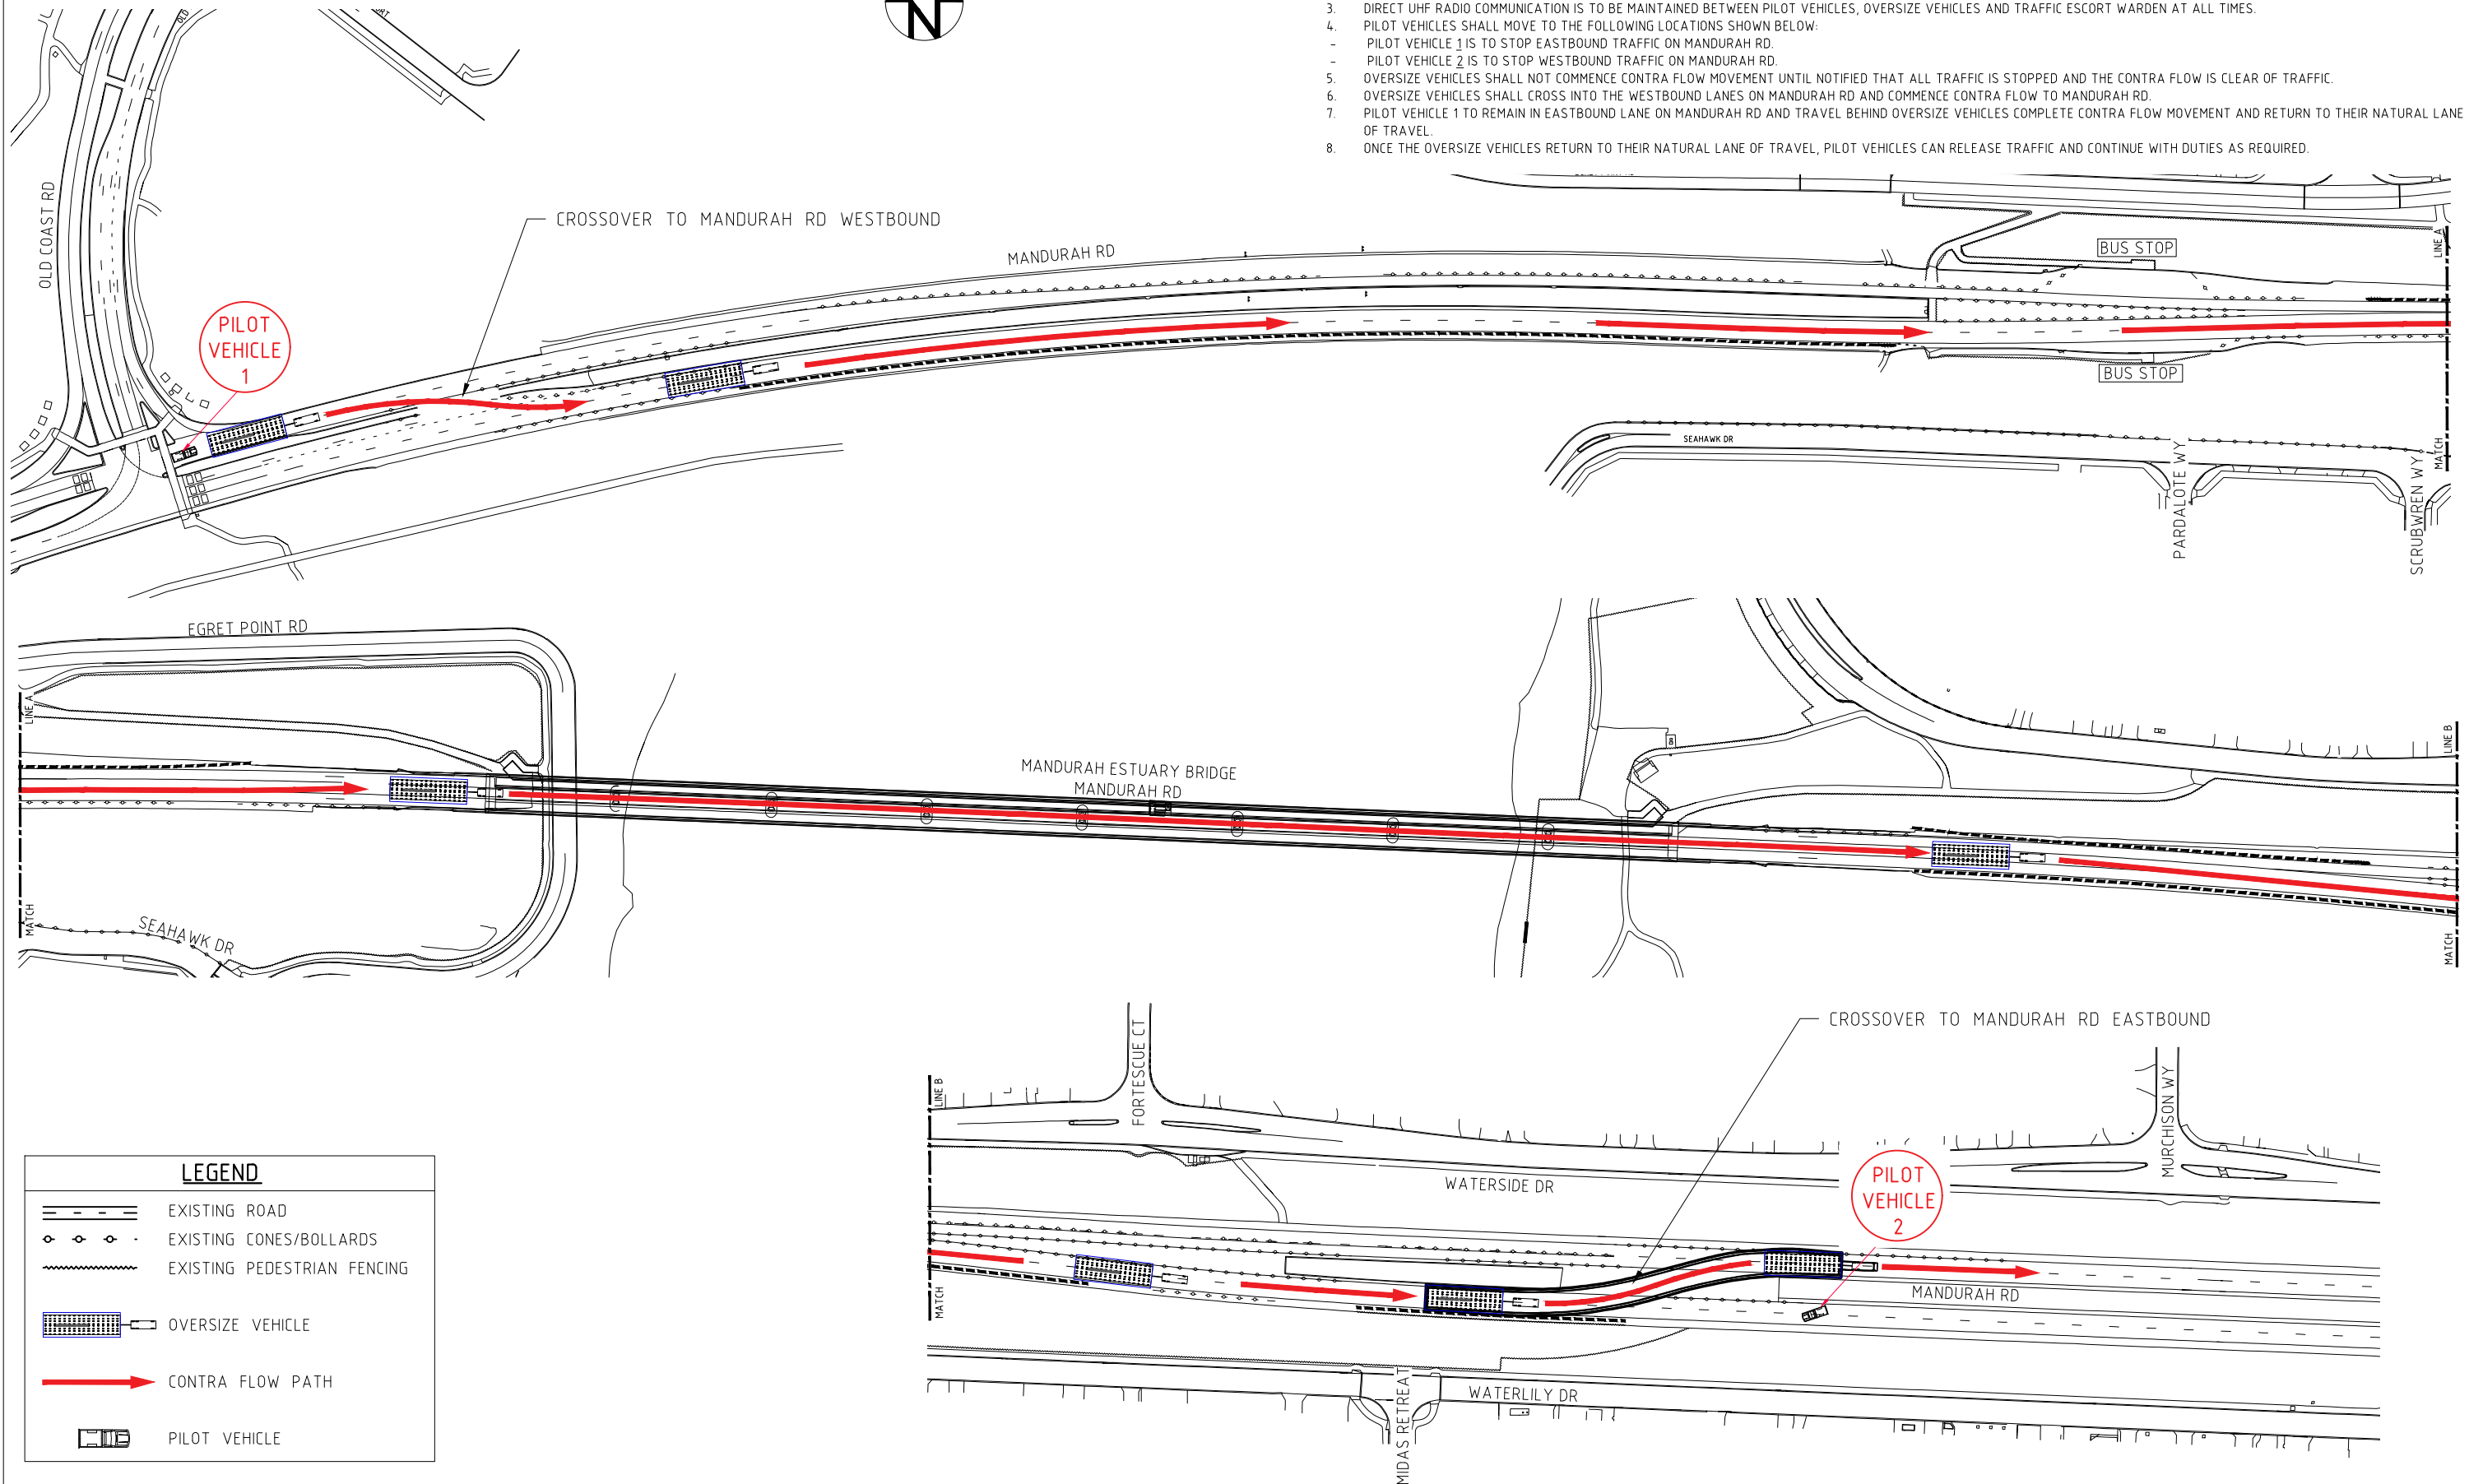 N
3. DIRECT UHF RADIO COMMUNICATION IS TO BE MAINTAINED BETWEEN PILOT VEHICLES, OVERSIZE VEHICLES AND TRAFFIC ESCORT WARDEN AT ALL TIMES.
4. PILOT VEHICLES SHALL MOVE TO THE FOLLOWING LOCATIONS SHOWN BELOW:
- PILOT VEHICLE 1 IS TO STOP EASTBOUND TRAFFIC ON MANDURAH RD.
- PILOT VEHICLE 2 IS TO STOP WESTBOUND TRAFFIC ON MANDURAH RD.
5. OVERSIZE VEHICLES SHALL NOT COMMENCE CONTRA FLOW MOVEMENT UNTIL NOTIFIED THAT ALL TRAFFIC IS STOPPED AND THE CONTRA FLOW IS CLEAR OF TRAFFIC.
6. OVERSIZE VEHICLES SHALL CROSS INTO THE WESTBOUND LANES ON MANDURAH RD AND COMMENCE CONTRA FLOW TO MANDURAH RD.
7. PILOT VEHICLE 1 TO REMAIN IN EASTBOUND LANE ON MANDURAH RD AND TRAVEL BEHIND OVERSIZE VEHICLES COMPLETE CONTRA FLOW MOVEMENT AND RETURN TO THEIR NATURAL LANE
OF TRAVEL.
8. ONCE THE OVERSIZE VEHICLES RETURN TO THEIR NATURAL LANE OF TRAVEL, PILOT VEHICLES CAN RELEASE TRAFFIC AND CONTINUE WITH DUTIES AS REQUIRED.
OLD
OLD COAST RD
CROSSOVER TO MANDURAH RD WESTBOUND
MANDURAH RD
PILOT
VEHICLE
1
BUS STOP
BUS STOP
LINE A
MATCH
SEAHAWK DR
PARDALOTE WY
SCRUBWREN WY
EGRET POINT RD
LINE A
MATCH
SEAHAWK DR
MANDURAH ESTUARY BRIDGE
MANDURAH RD
LINE B
MATCH
CROSSOVER TO MANDURAH RD EASTBOUND
LINE B
MATCH
FORTESCUE CT
WATERSIDE DR
MURCHISON WY
PILOT
VEHICLE
2
MANDURAH RD
WATERLILY DR
MIDAS RETREAT
LEGEND
EXISTING ROAD
EXISTING CONES/BOLLARDS
EXISTING PEDESTRIAN FENCING
OVERSIZE VEHICLE
CONTRA FLOW PATH
PILOT VEHICLE